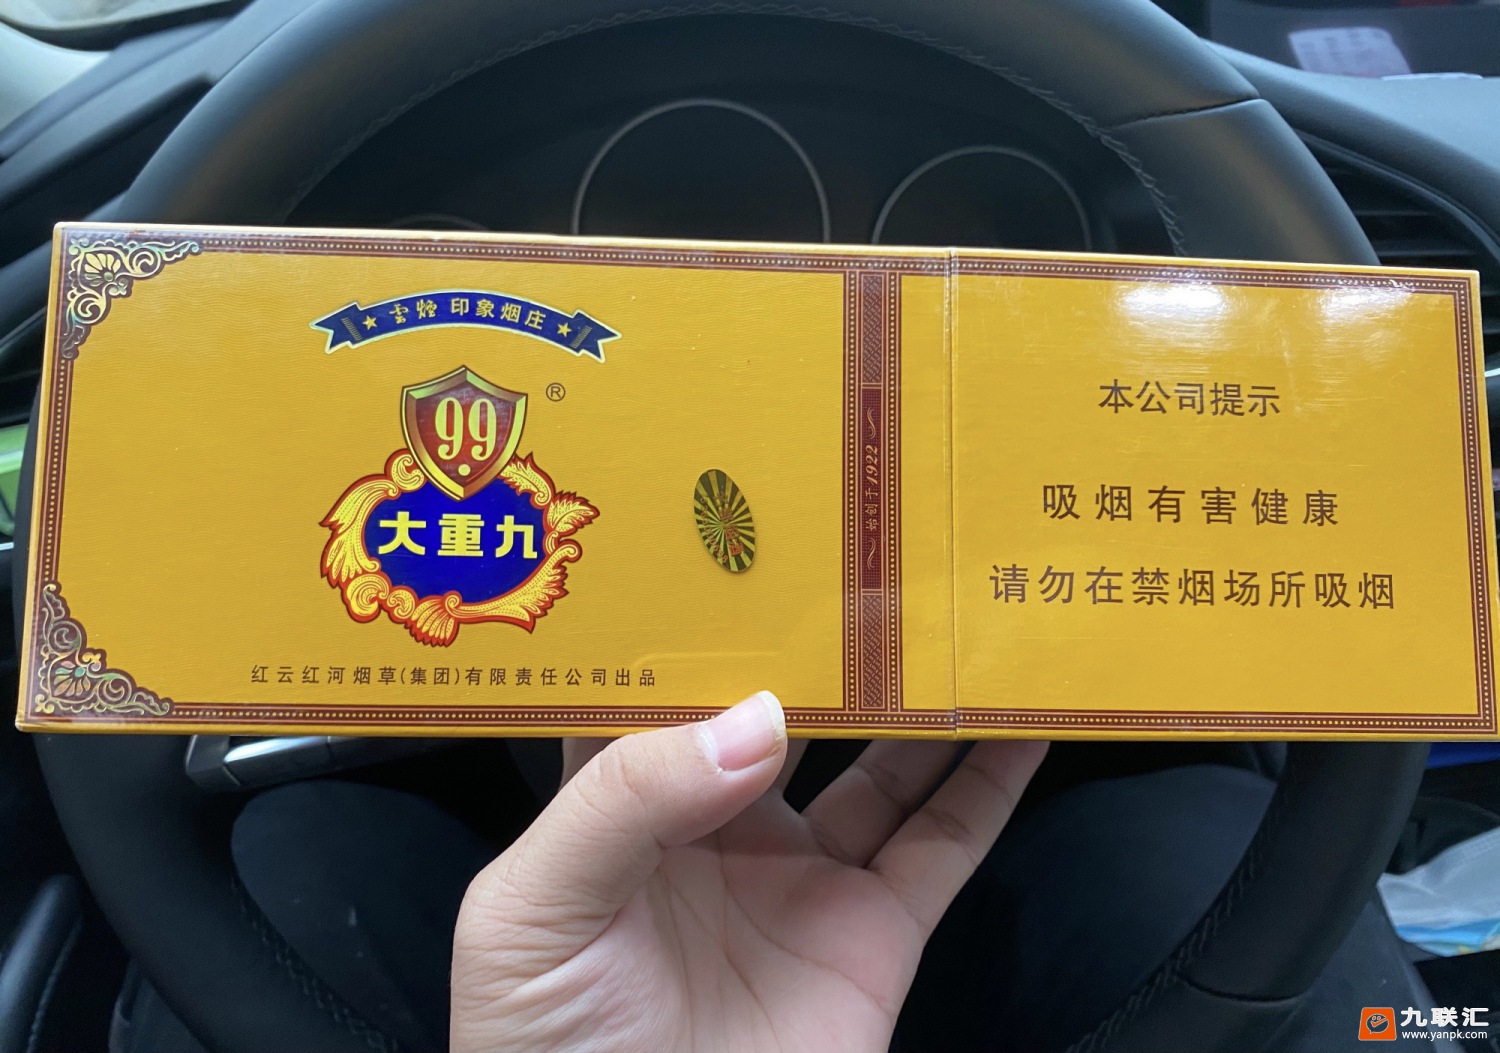 雲煙 印象烟庄
99
®
大重九
红云红河烟草(集团)有限责任公司出品
始创于1922
本公司提示
吸烟有害健康
请勿在禁烟场所吸烟
九联汇
www.yanpk.com